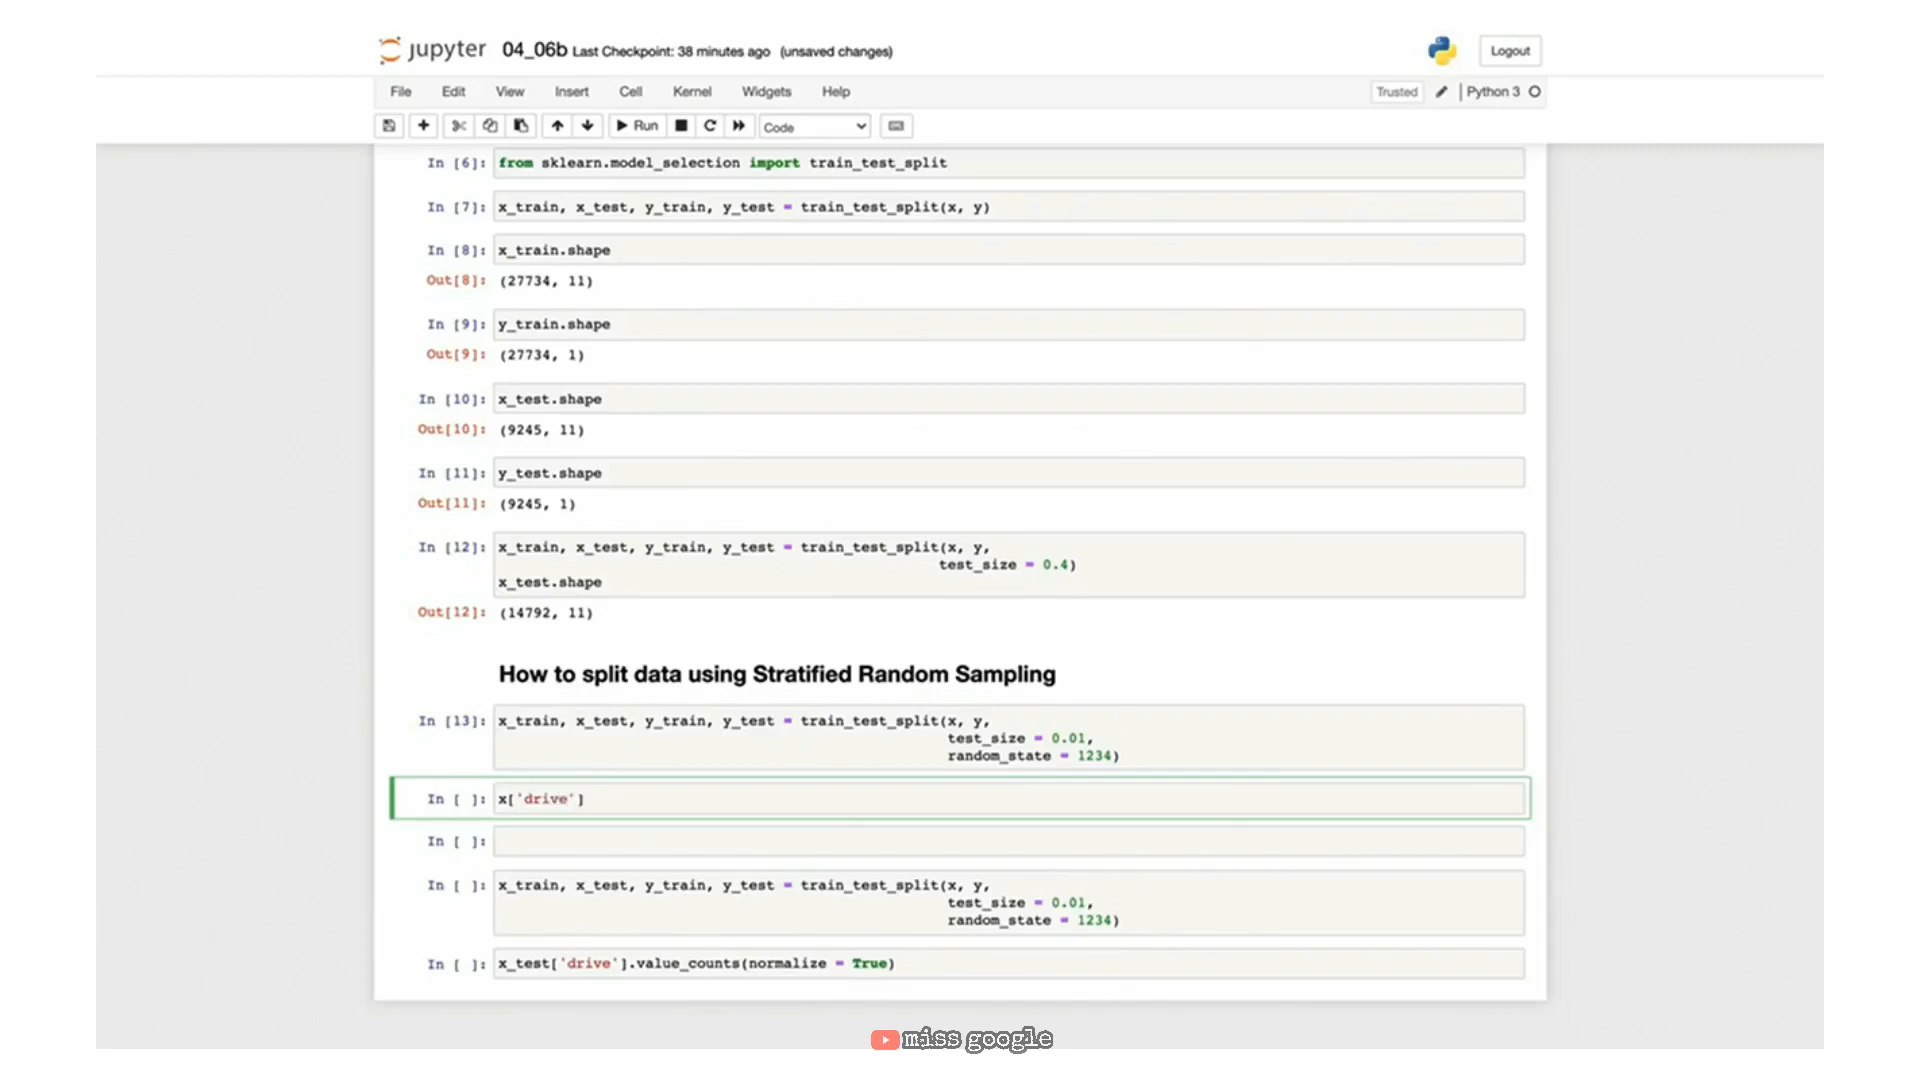 jupyter 04_06b Last Checkpoint: 38 minutes ago (unsaved changes) Logout
File Edit View Insert Cell Kernel Widgets Help Trusted Python 3
Run Code
In [6]: from sklearn.model_selection import train_test_split
In [7]: x_train, x_test, y_train, y_test = train_test_split(x, y)
In [8]: x_train.shape
Out[8]: (27734, 11)
In [9]: y_train.shape
Out[9]: (27734, 1)
In [10]: x_test.shape
Out[10]: (9245, 11)
In [11]: y_test.shape
Out[11]: (9245, 1)
In [12]: x_train, x_test, y_train, y_test = train_test_split(x, y,
test_size = 0.4)
x_test.shape
Out[12]: (14792, 11)
How to split data using Stratified Random Sampling
In [13]: x_train, x_test, y_train, y_test = train_test_split(x, y,
test_size = 0.01,
random_state = 1234)
In [ ]: x['drive']
In [ ]:
In [ ]: x_train, x_test, y_train, y_test = train_test_split(x, y,
test_size = 0.01,
random_state = 1234)
In [ ]: x_test['drive'].value_counts(normalize = True)
miss google